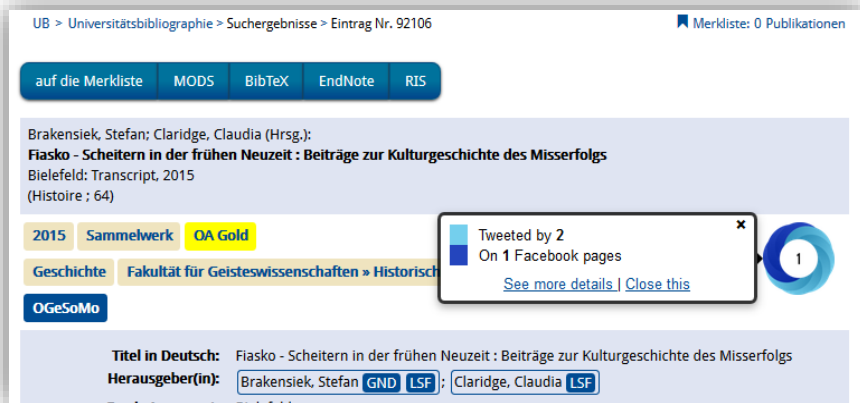 UB > Universitätsbibliographie > Suchergebnisse > Eintrag Nr. 92106
Merkliste: 0 Publikationen
auf die Merkliste MODS BibTeX EndNote RIS
Brakensiek, Stefan; Claridge, Claudia (Hrsg.):
Fiasko - Scheitern in der frühen Neuzeit : Beiträge zur Kulturgeschichte des Misserfolgs
Bielefeld: Transcript, 2015
(Histoire ; 64)
2015 Sammelwerk OA Gold
Tweeted by 2
On 1 Facebook pages
See more details | Close this
x
1
Geschichte Fakultät für Geisteswissenschaften » Historisch
OGeSoMo
Titel in Deutsch: Fiasko - Scheitern in der frühen Neuzeit : Beiträge zur Kulturgeschichte des Misserfolgs
Herausgeber(in): Brakensiek, Stefan GND LSF ; Claridge, Claudia LSF